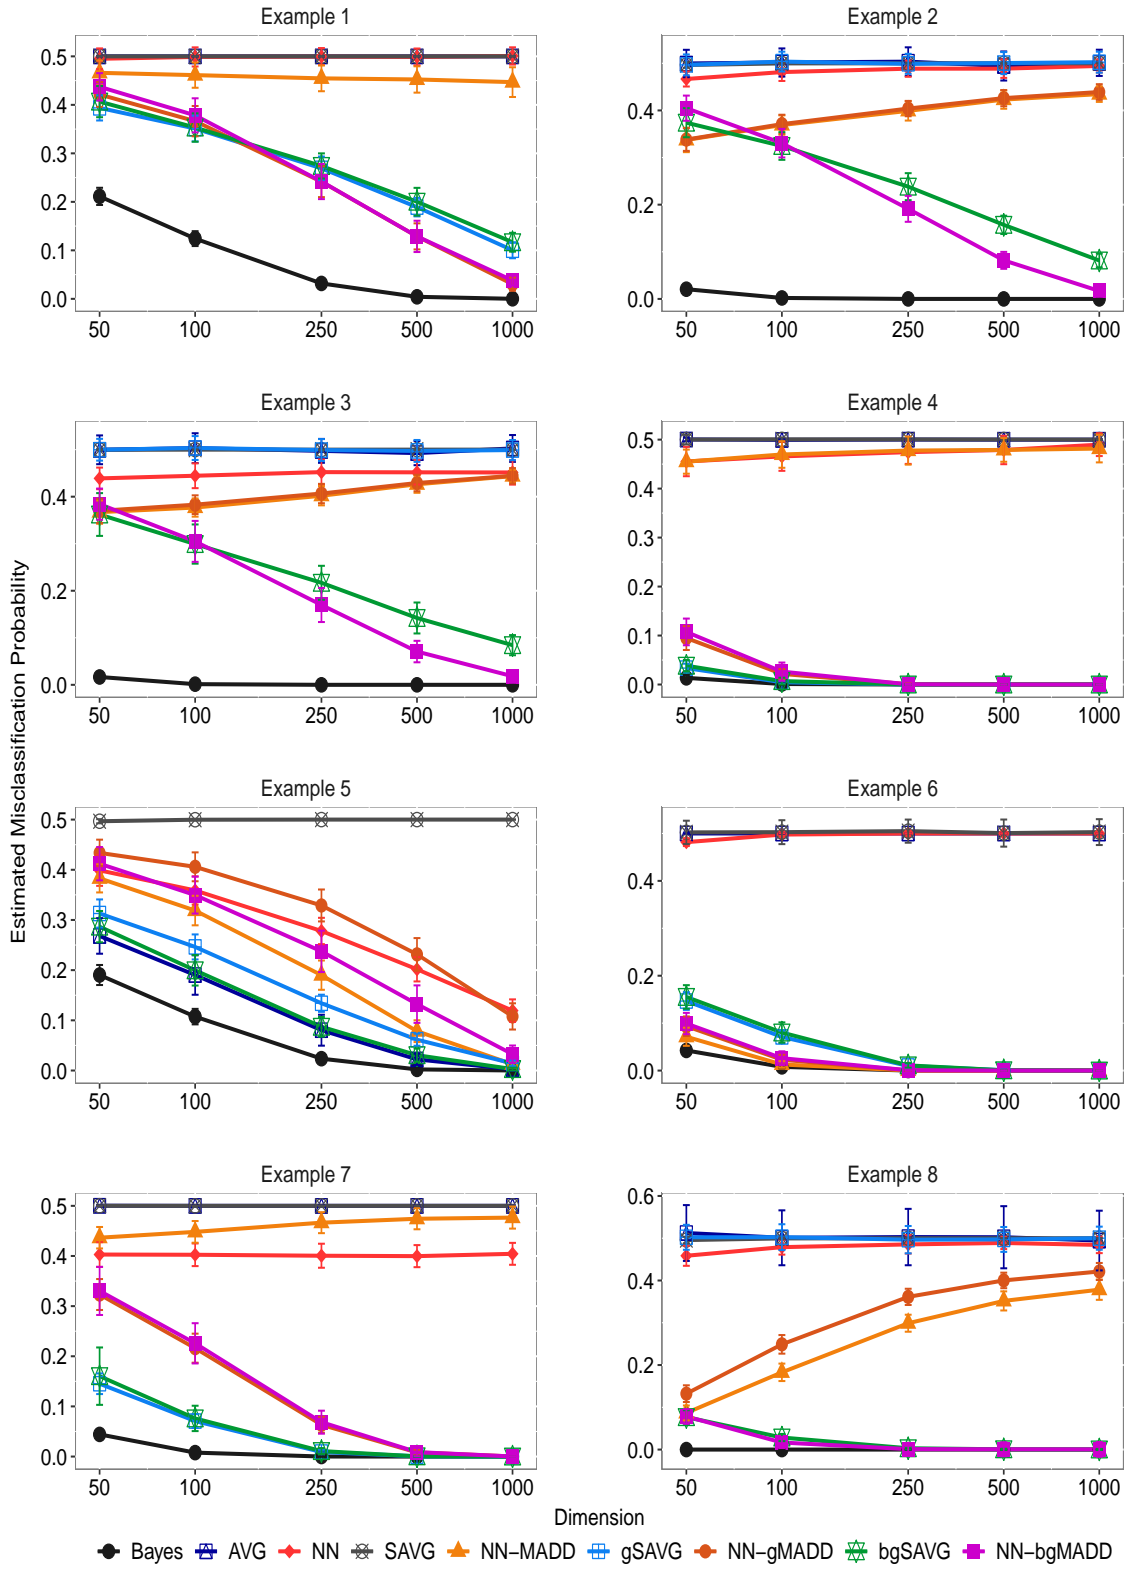 Example 1
0.5
0.4
0.3
0.2
0.1
0.0
50 100 250 500 1000
Example 2
0.4
0.2
0.0
50 100 250 500 1000
Example 3
0.4
0.2
0.0
50 100 250 500 1000
Example 4
0.5
0.4
0.3
0.2
0.1
0.0
50 100 250 500 1000
Example 5
0.5
0.4
0.3
0.2
0.1
0.0
50 100 250 500 1000
Example 6
0.4
0.2
0.0
50 100 250 500 1000
Example 7
0.5
0.4
0.3
0.2
0.1
0.0
50 100 250 500 1000
Example 8
0.6
0.4
0.2
0.0
50 100 250 500 1000
Estimated Misclassification Probability
Dimension
Bayes AVG NN SAVG NN−MADD gSAVG NN−gMADD bgSAVG NN−bgMADD